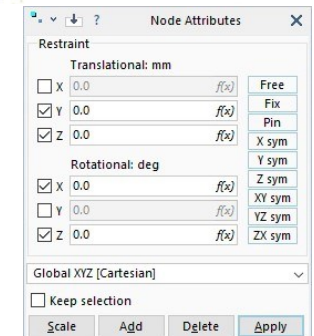 ? Node Attributes
Restraint
Translational: mm
X 0.0 f(x) Free
Y 0.0 f(x) Fix
Pin
Z 0.0 f(x) X sym
Rotational: deg Y sym
X 0.0 f(x) Z sym
Y 0.0 f(x) XY sym
YZ sym
Z 0.0 f(x) ZX sym
Global XYZ [Cartesian]
Keep selection
Scale Add Delete Apply